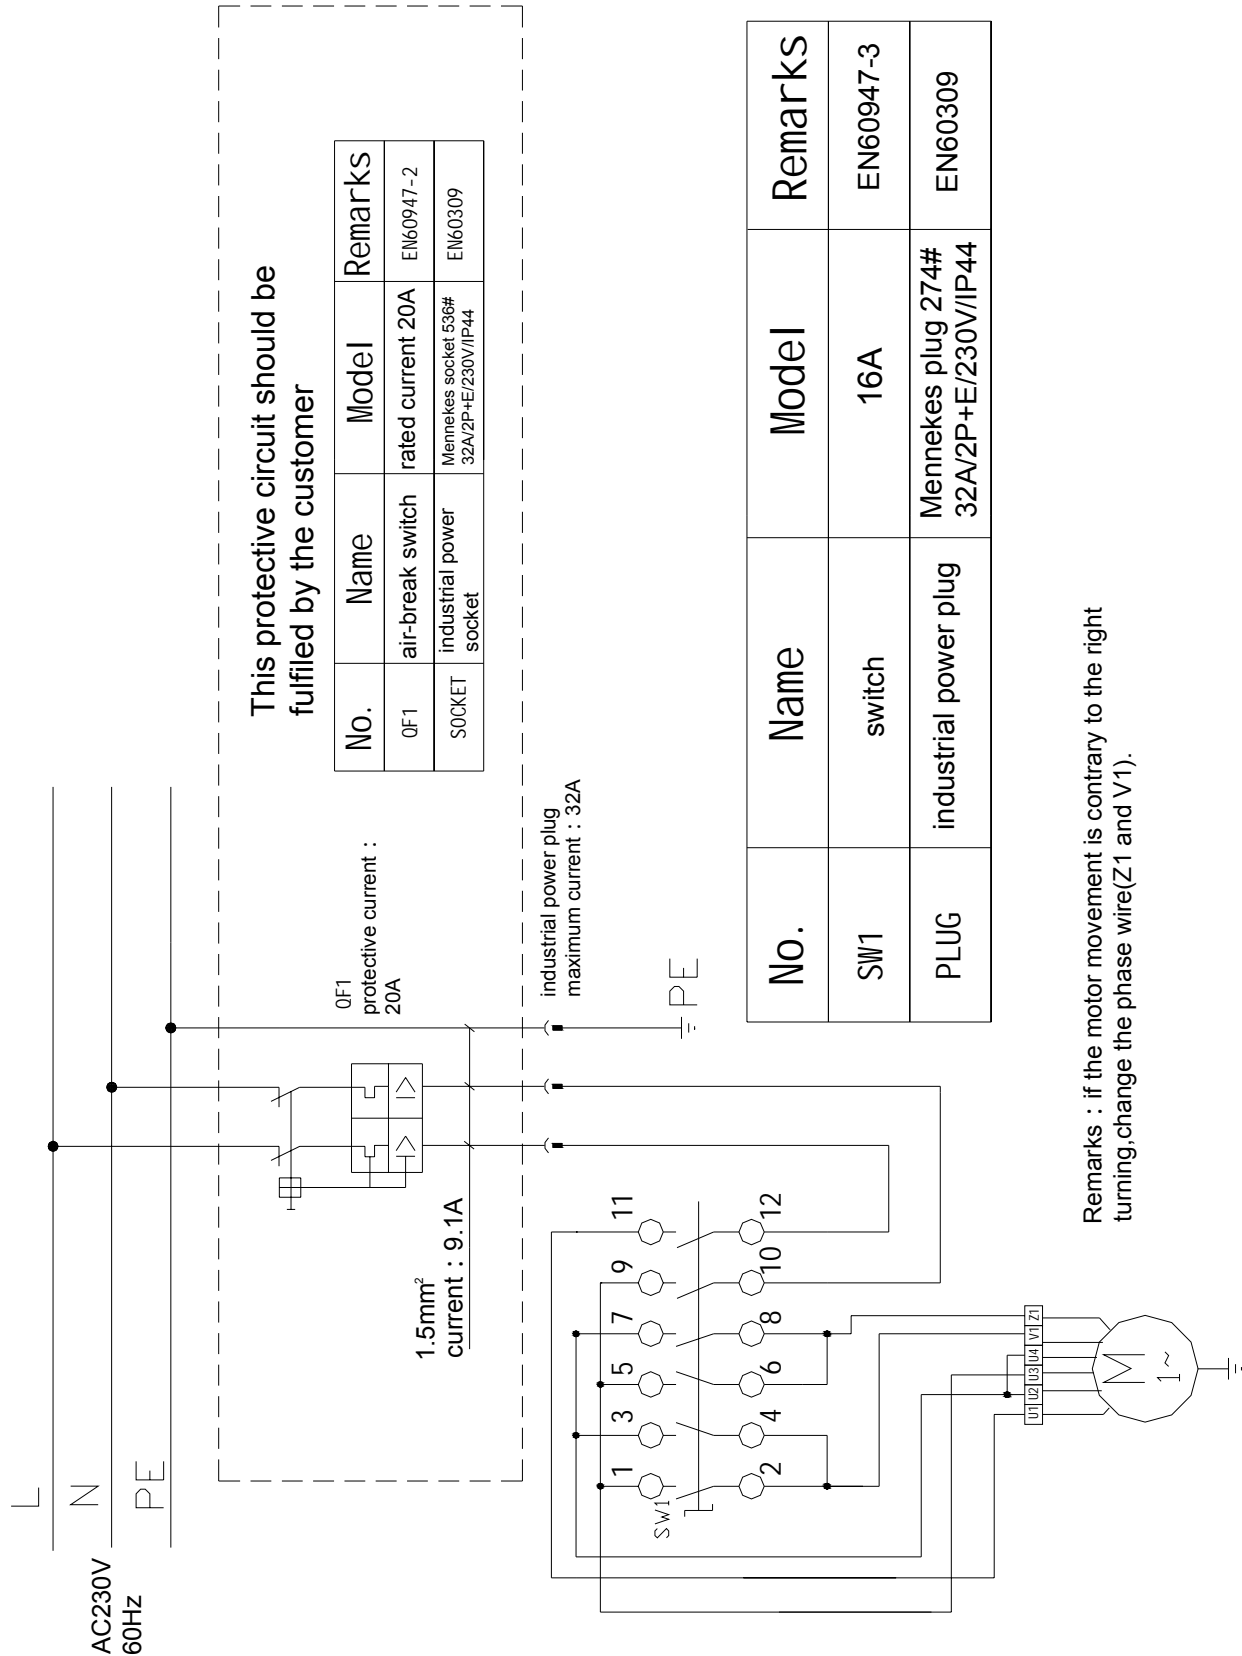 L
N
PE
AC230V
60Hz
This protective circuit should be
fulfiled by the customer
No. Name Model Remarks
QF1 air-break switch rated current 20A EN60947-2
SOCKET industrial power socket Mennekes socket 536# 32A/2P+E/230V/IP44 EN60309
QF1
protective current：
20A
1.5mm²
current：9.1A
industrial power plug
maximum current：32A
PE
SW1
1 3 5 7 9 11
2 4 6 8 10 12
U1 U2 U3 U4 V1 Z1
M
1~
No. Name Model Remarks
SW1 switch 16A EN60947-3
PLUG industrial power plug Mennekes plug 274# 32A/2P+E/230V/IP44 EN60309
Remarks：if the motor movement is contrary to the right
turning,change the phase wire(Z1 and V1).